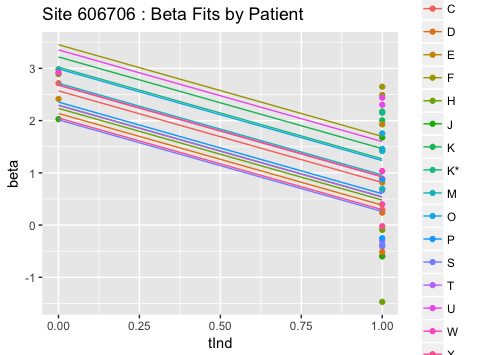 Site 606706 : Beta Fits by Patient
beta
3
2
1
0
-1
0.00 0.25 0.50 0.75 1.00
tInd
C
D
E
F
H
J
K
K*
M
O
P
S
T
U
W